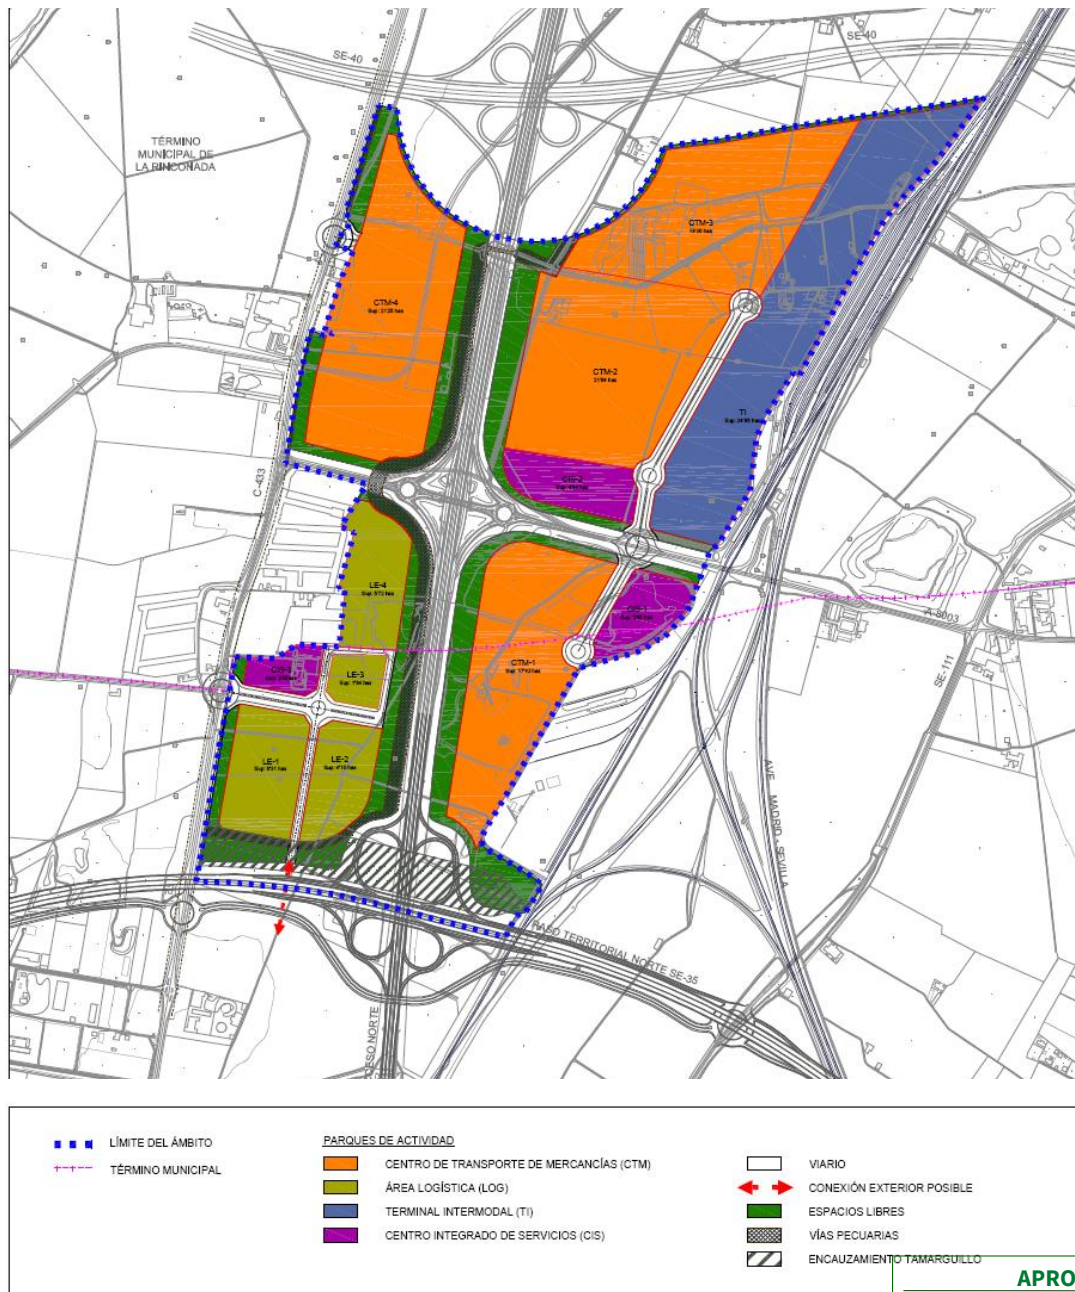 SE-40
SE-40
TÉRMINO
MUNICIPAL DE
LA RINCONADA
CTM-3
CTM-4
CTM-2
TI
C-433
LE-4
A-8003
CTM-1
LE-3
SE-111
LE-1
LE-2
AVE MADRID - SEVILLA
RASO TERRITORIAL NORTE SE-35
ESO NORTE
LÍMITE DEL ÁMBITO
TÉRMINO MUNICIPAL
PARQUES DE ACTIVIDAD
CENTRO DE TRANSPORTE DE MERCANCÍAS (CTM)
ÁREA LOGÍSTICA (LOG)
TERMINAL INTERMODAL (TI)
CENTRO INTEGRADO DE SERVICIOS (CIS)
VIARIO
CONEXIÓN EXTERIOR POSIBLE
ESPACIOS LIBRES
VÍAS PECUARIAS
ENCAUZAMIENTO TAMARGUILLO
APRO